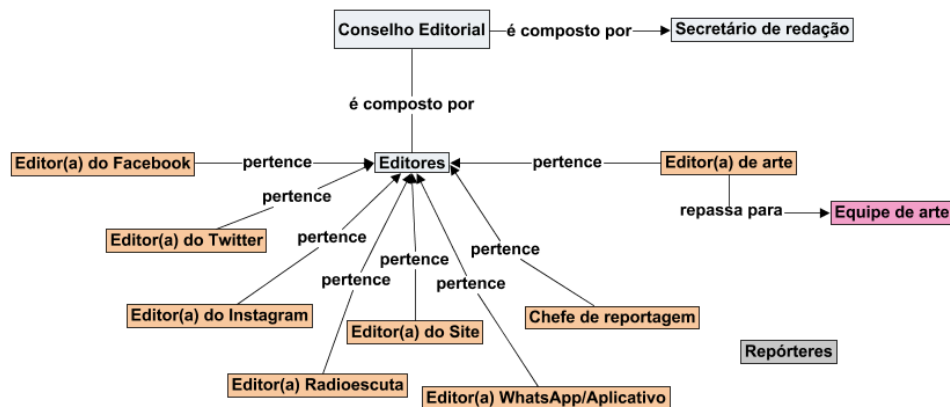 Conselho Editorial
é composto por
Secretário de redação
é composto por
Editor(a) do Facebook
pertence
Editores
pertence
Editor(a) de arte
pertence
repassa para
Equipe de arte
Editor(a) do Twitter
pertence
pertence
pertence
pertence
pertence
Editor(a) do Instagram
Editor(a) do Site
Chefe de reportagem
Repórteres
Editor(a) Radioescuta
Editor(a) WhatsApp/Aplicativo